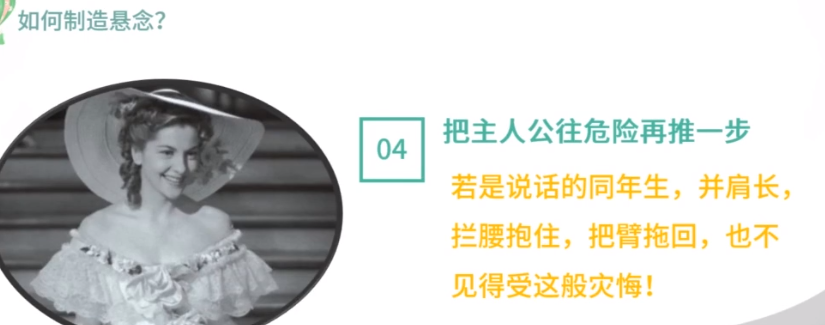 如何制造悬念？
04
把主人公往危险再推一步
若是说话的同年生，并肩长，
拦腰抱住，把臂拖回，也不
见得受这般灾悔！